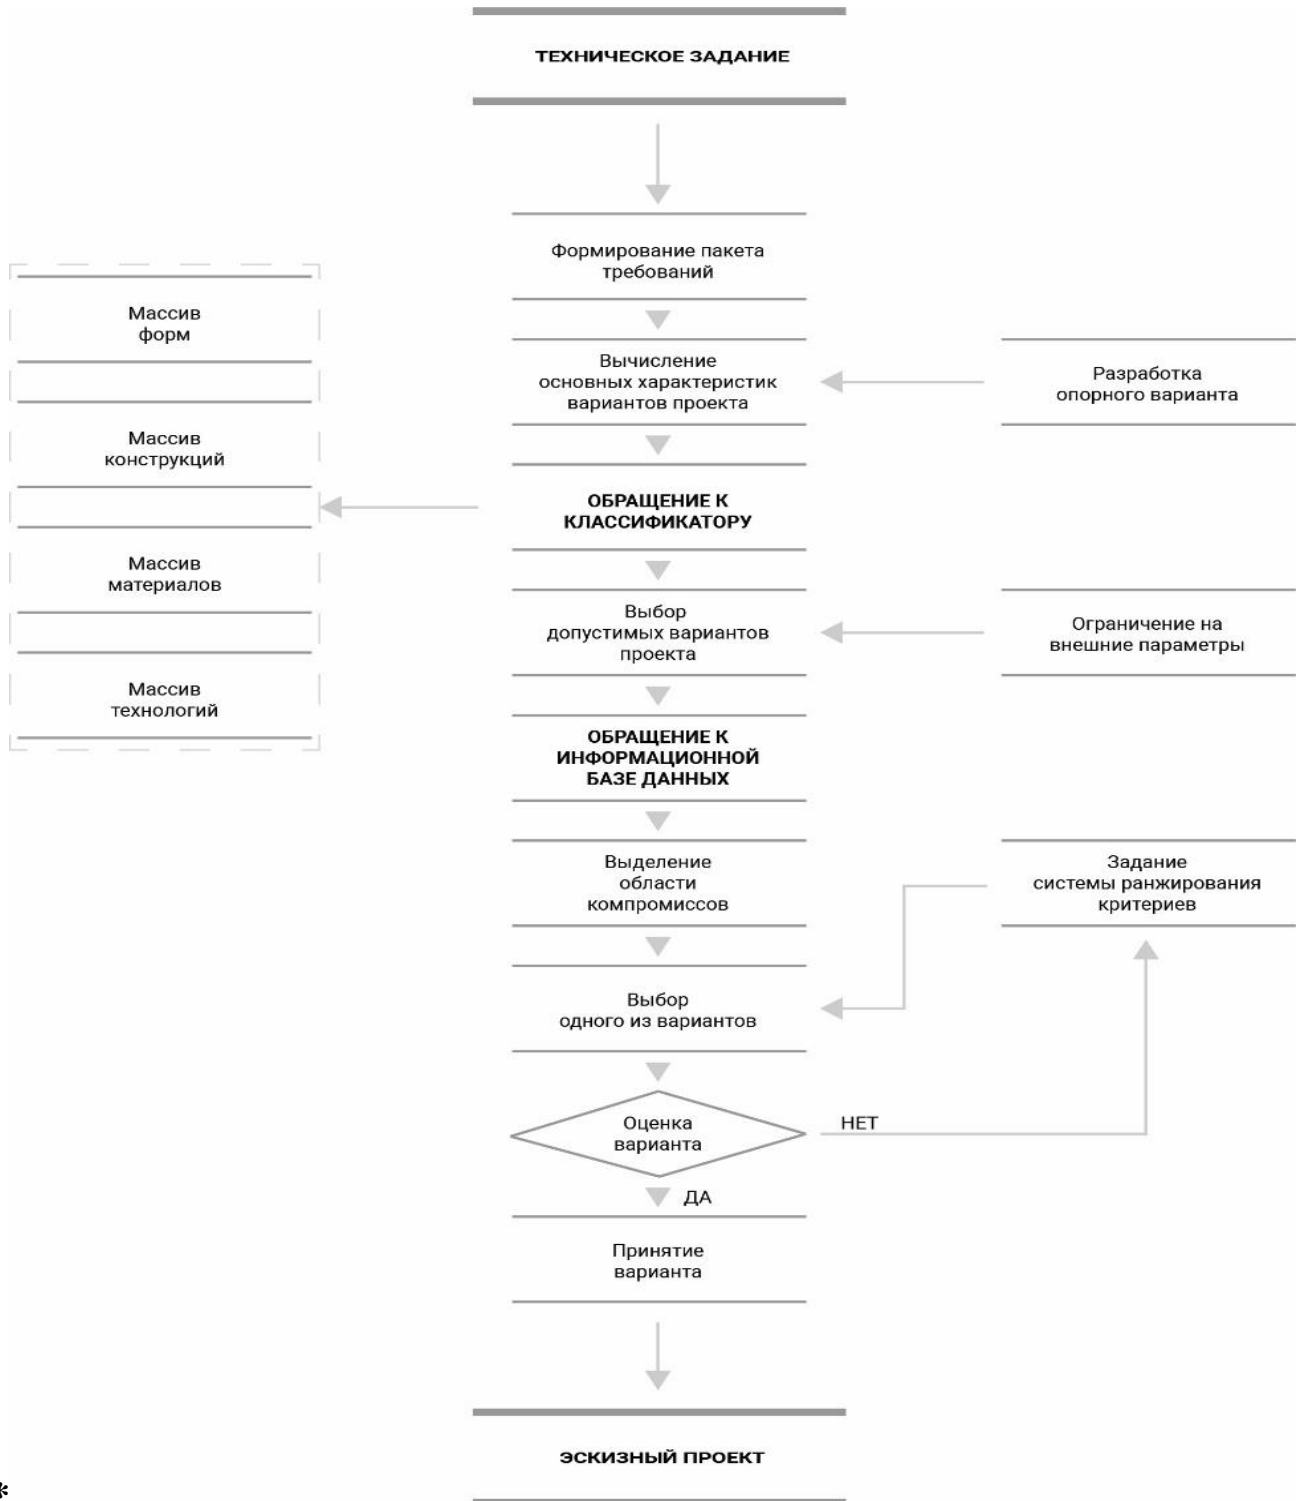 ТЕХНИЧЕСКОЕ ЗАДАНИЕ
Формирование пакета
требований
Массив
форм
Вычисление
основных характеристик
вариантов проекта
Разработка
опорного варианта
Массив
конструкций
ОБРАЩЕНИЕ К
КЛАССИФИКАТОРУ
Массив
материалов
Выбор
допустимых вариантов
проекта
Ограничение на
внешние параметры
Массив
технологий
ОБРАЩЕНИЕ К
ИНФОРМАЦИОННОЙ
БАЗЕ ДАННЫХ
Выделение
области
компромиссов
Задание
системы ранжирования
критериев
Выбор
одного из вариантов
Оценка
варианта
НЕТ
ДА
Принятие
варианта
ЭСКИЗНЫЙ ПРОЕКТ
*